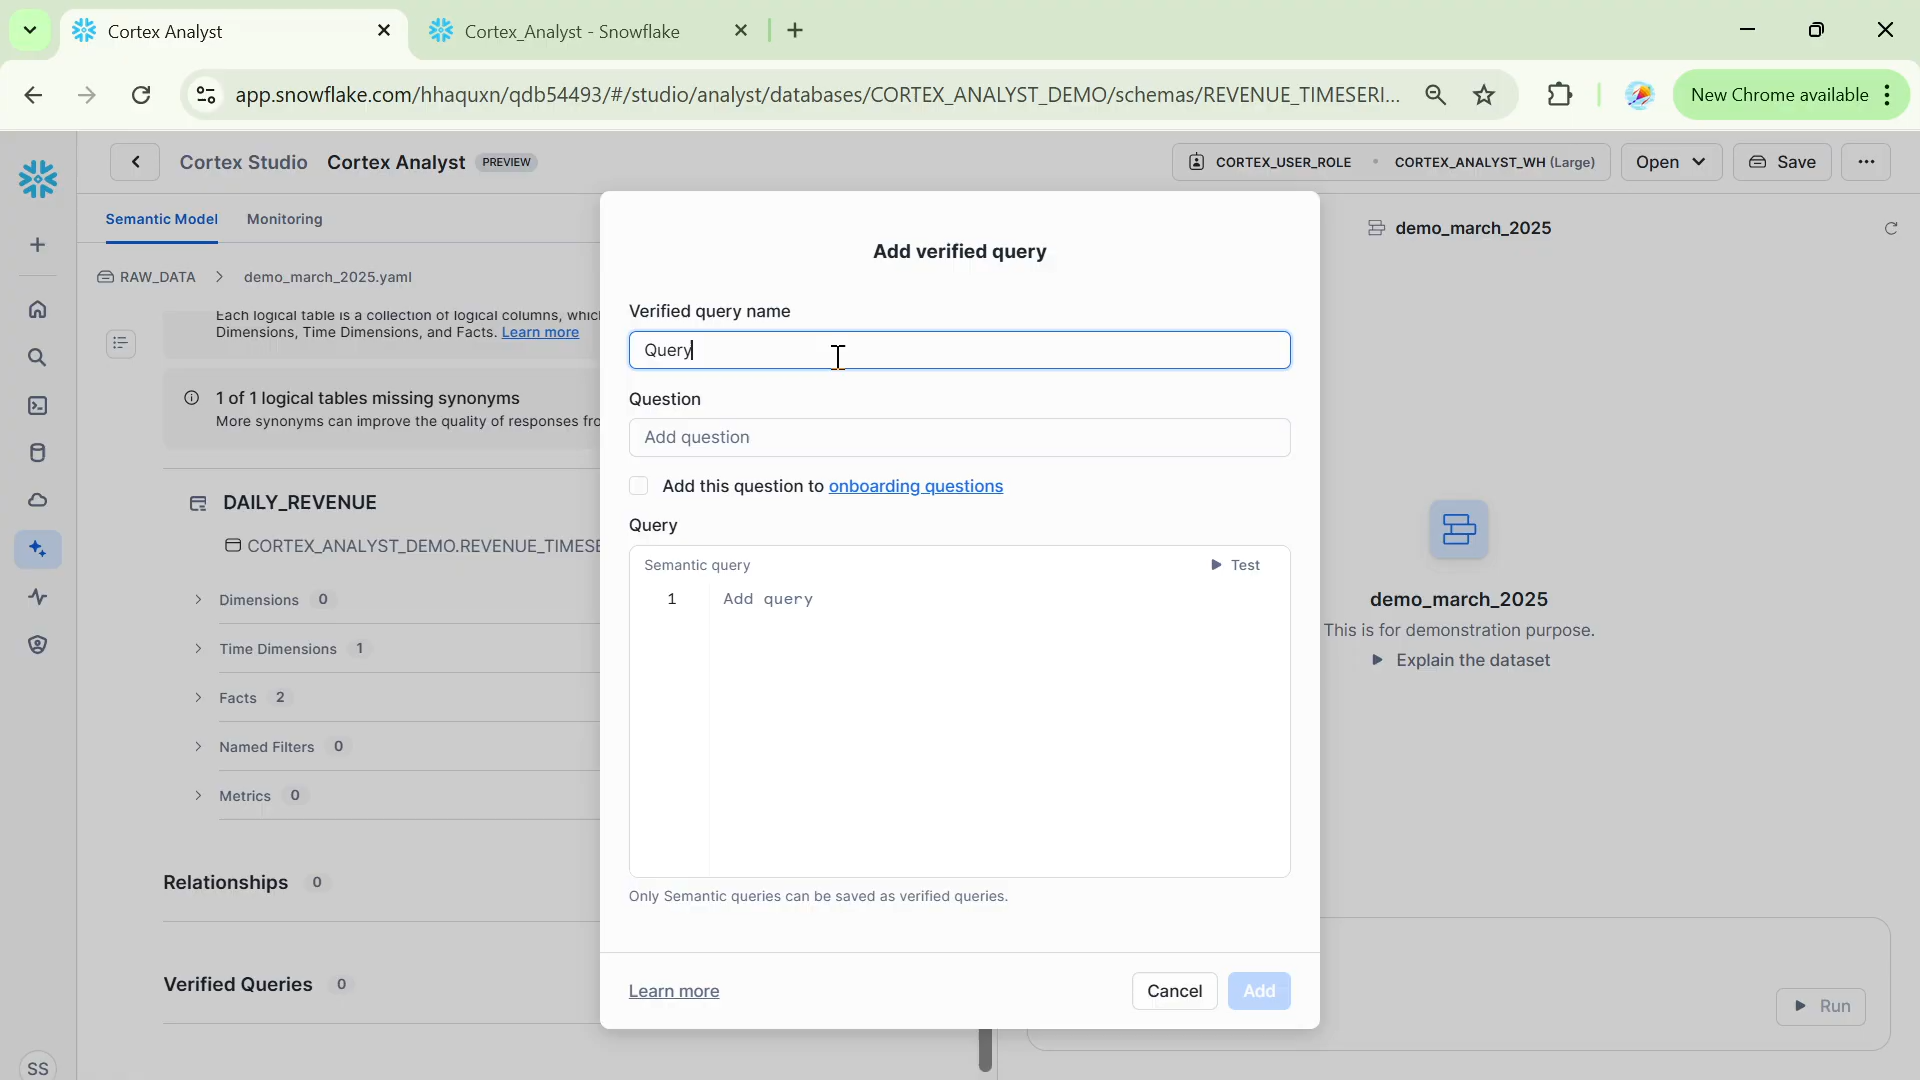 Cortex Analyst
Cortex_Analyst - Snowflake
app.snowflake.com/hhaquxn/qdb54493/#/studio/analyst/databases/CORTEX_ANALYST_DEMO/schemas/REVENUE_TIMESERI...
New Chrome available
Cortex Studio Cortex Analyst PREVIEW
CORTEX_USER_ROLE • CORTEX_ANALYST_WH (Large)
Open
Save
Semantic Model
Monitoring
RAW_DATA > demo_march_2025.yaml
Each logical table is a collection of logical columns, whic
Dimensions, Time Dimensions, and Facts. Learn more
1 of 1 logical tables missing synonyms
More synonyms can improve the quality of responses fro
DAILY_REVENUE
CORTEX_ANALYST_DEMO.REVENUE_TIMESE
Dimensions 0
Time Dimensions 1
Facts 2
Named Filters 0
Metrics 0
Relationships 0
Verified Queries 0
SS
Add verified query
Verified query name
Query
Question
Add question
Add this question to onboarding questions
Query
Semantic query
Test
1 Add query
Only Semantic queries can be saved as verified queries.
Learn more
Cancel
Add
demo_march_2025
demo_march_2025
This is for demonstration purpose.
Explain the dataset
Run